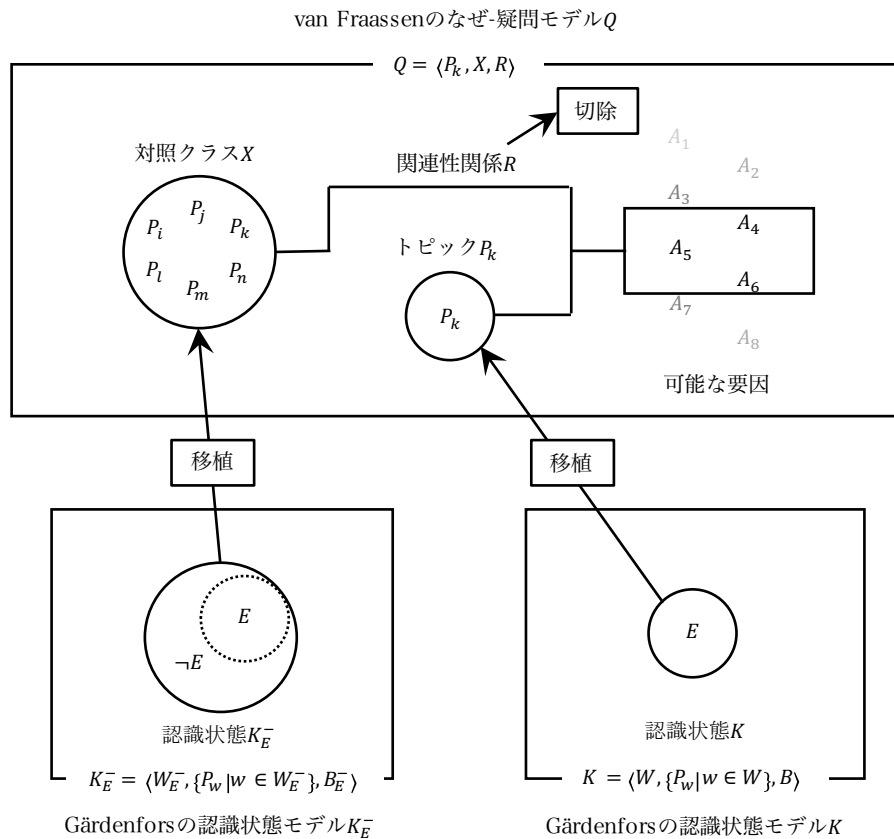 van Fraassenのなぜ-疑問モデルQ
Q = ⟨P_k, X, R⟩
切除
対照クラスX
関連性関係R
A_1
A_2
A_3
A_4
A_5
A_6
A_7
A_8
P_i
P_j
P_k
P_l
P_m
P_n
トピックP_k
P_k
可能な要因
移植
移植
E
¬E
E
認識状態K_E^-
認識状態K
K_E^- = ⟨W_E^-, {P_w|w ∈ W_E^-}, B_E^-⟩
K = ⟨W, {P_w|w ∈ W}, B⟩
Gärdenforsの認識状態モデルK_E^-
Gärdenforsの認識状態モデルK